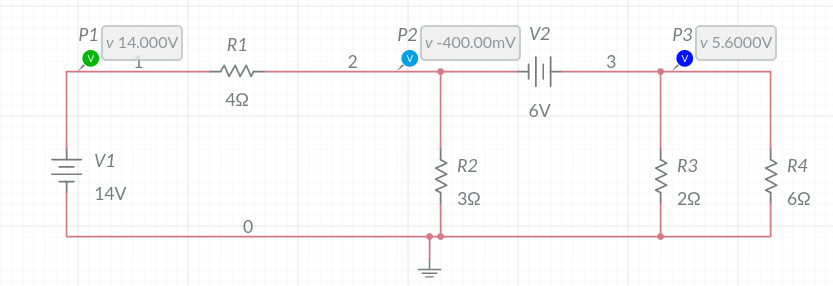 P1
v 14.000V
V
1
R1
4Ω
2
P2
v -400.00mV
V
V2
6V
3
P3
v 5.6000V
V
V1
14V
R2
3Ω
R3
2Ω
R4
6Ω
0